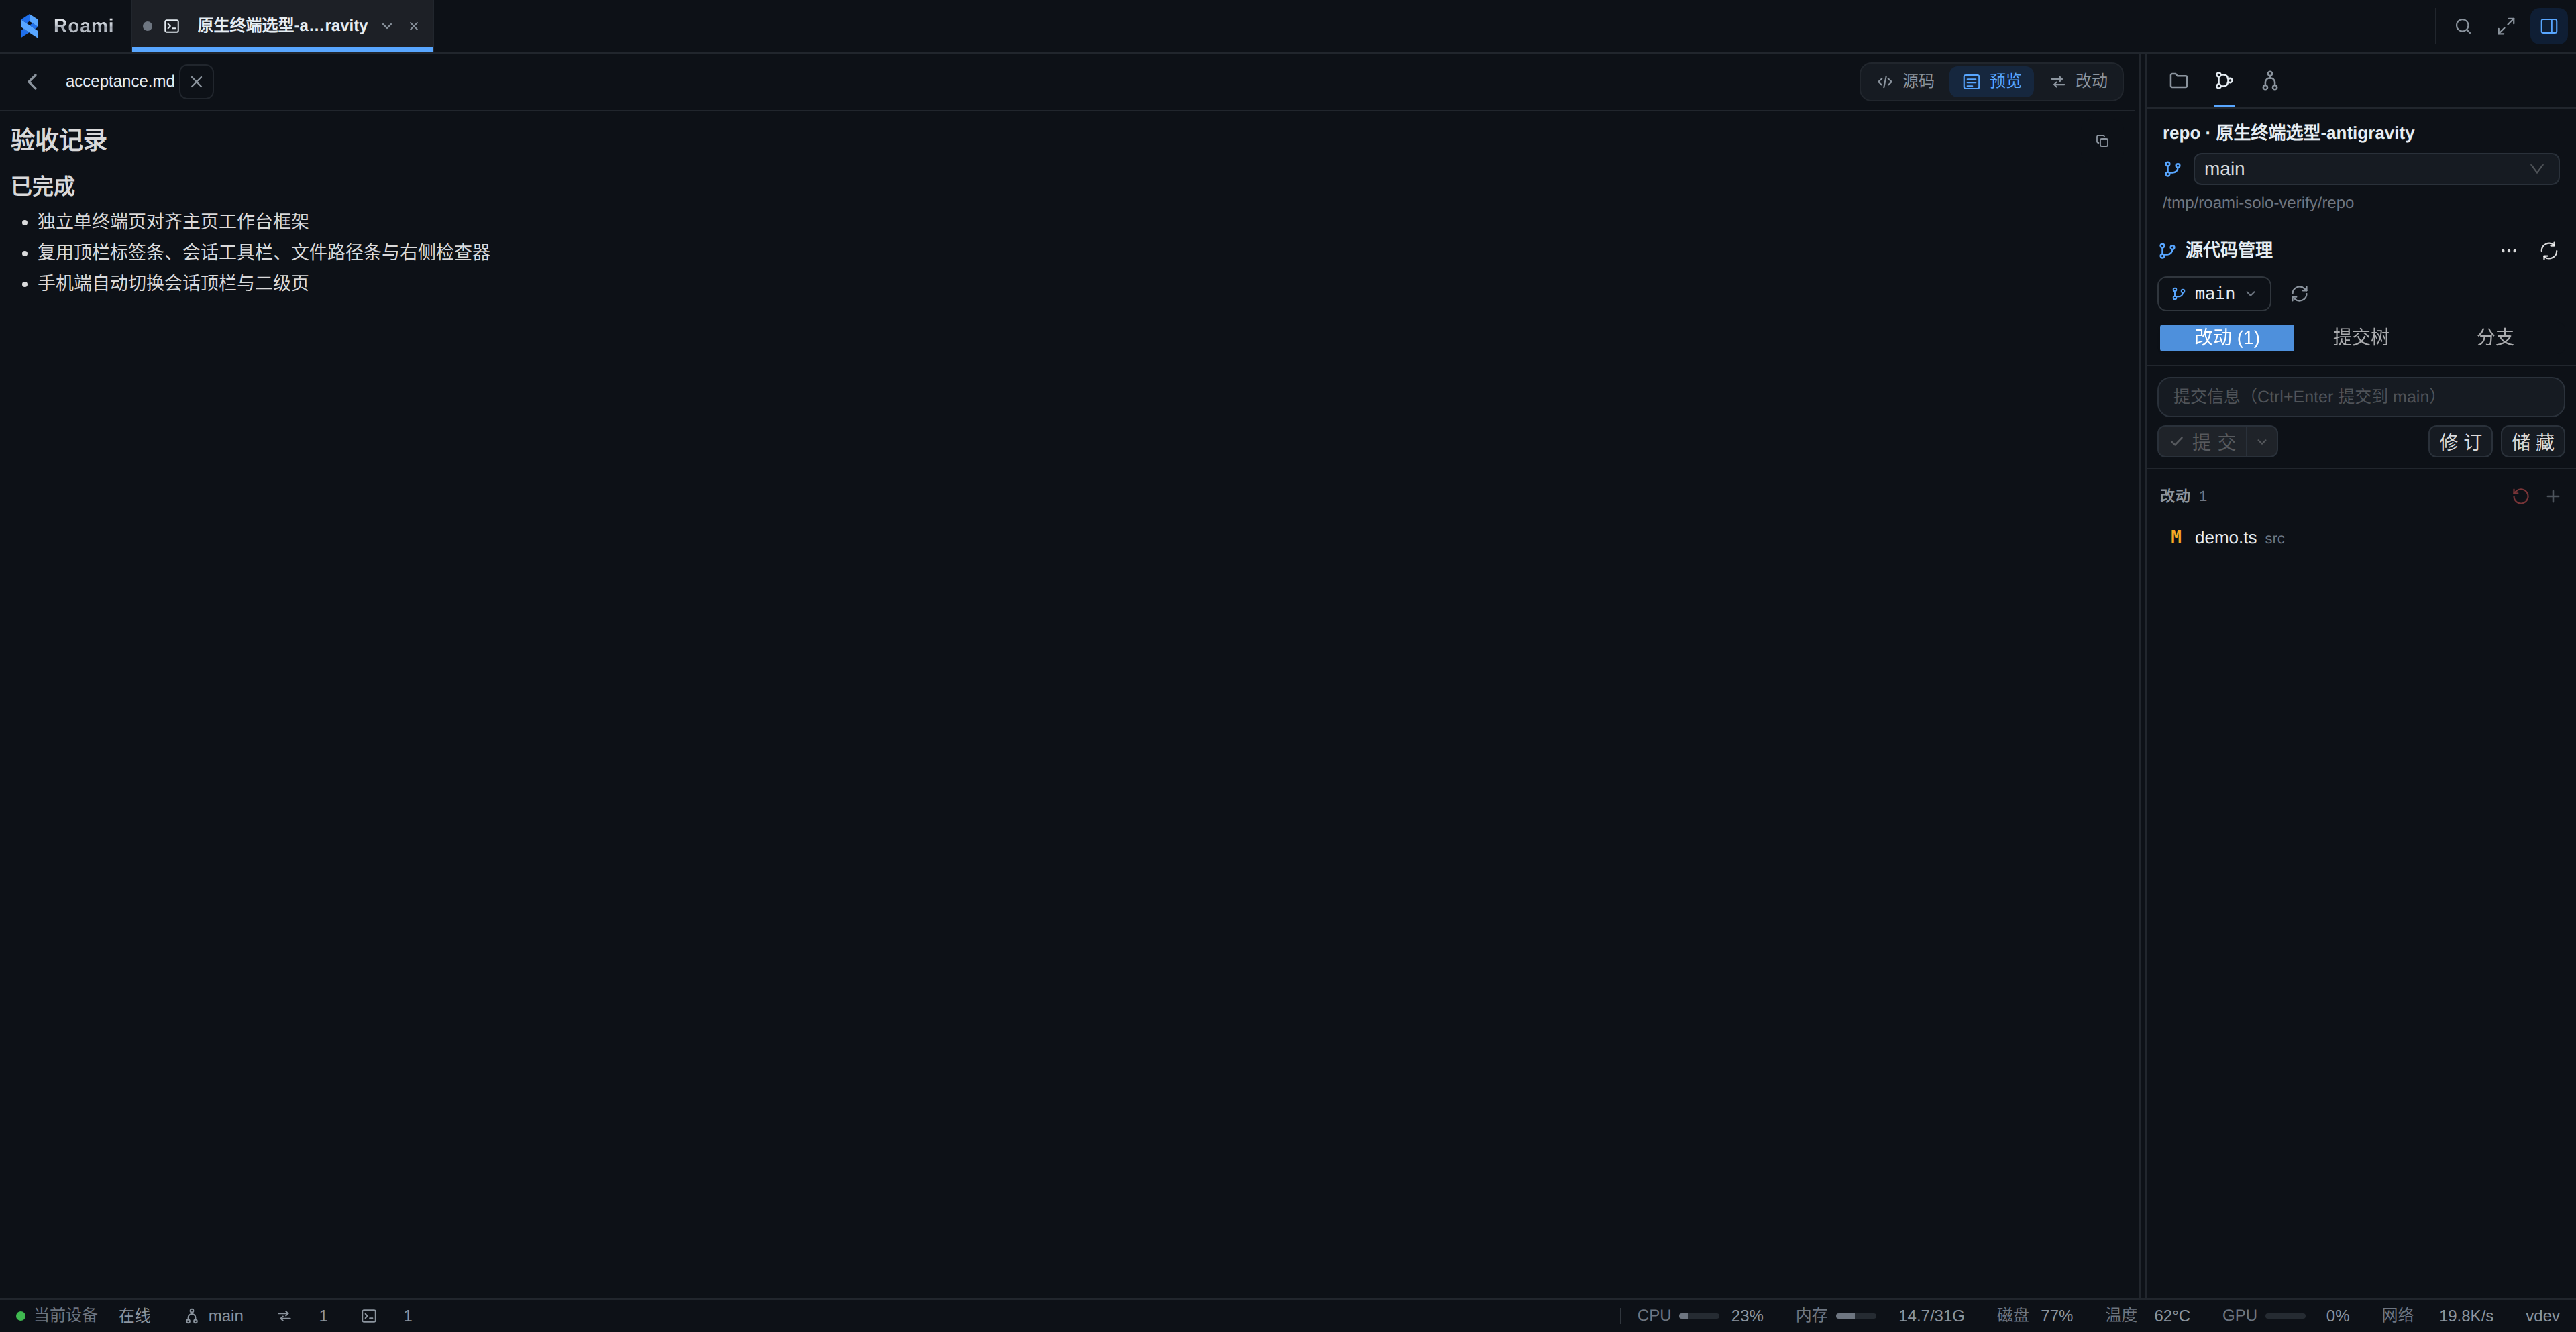 Roami
原生终端选型-a…ravity
acceptance.md
源码 预览 改动
验收记录
已完成
• 独立单终端页对齐主页工作台框架
• 复用顶栏标签条、会话工具栏、文件路径条与右侧检查器
• 手机端自动切换会话顶栏与二级页
repo · 原生终端选型-antigravity
main
/tmp/roami-solo-verify/repo
源代码管理
main
改动 (1) 提交树 分支
提交信息（Ctrl+Enter 提交到 main）
提 交 修 订 储 藏
改动 1
M demo.ts src
当前设备 在线 main 1 1 CPU 23% 内存 14.7/31G 磁盘 77% 温度 62°C GPU 0% 网络 19.8K/s vdev